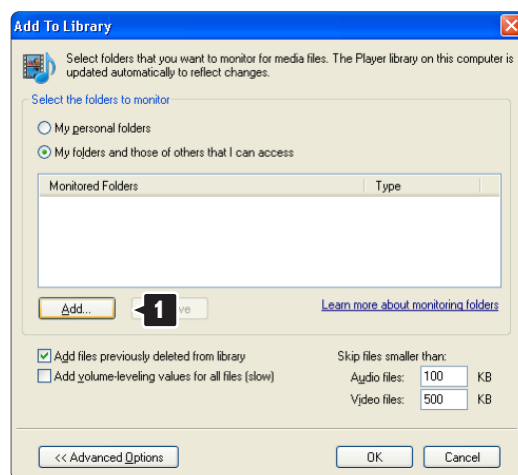 Add To Library
Select folders that you want to monitor for media files. The Player library on this computer is
updated automatically to reflect changes.
Select the folders to monitor
My personal folders
My folders and those of others that I can access
Monitored Folders Type
Add... 1 ve Learn more about monitoring folders
Add files previously deleted from library Skip files smaller than:
Add volume-leveling values for all files (slow) Audio files: 100 KB
Video files: 500 KB
<< Advanced Options OK Cancel